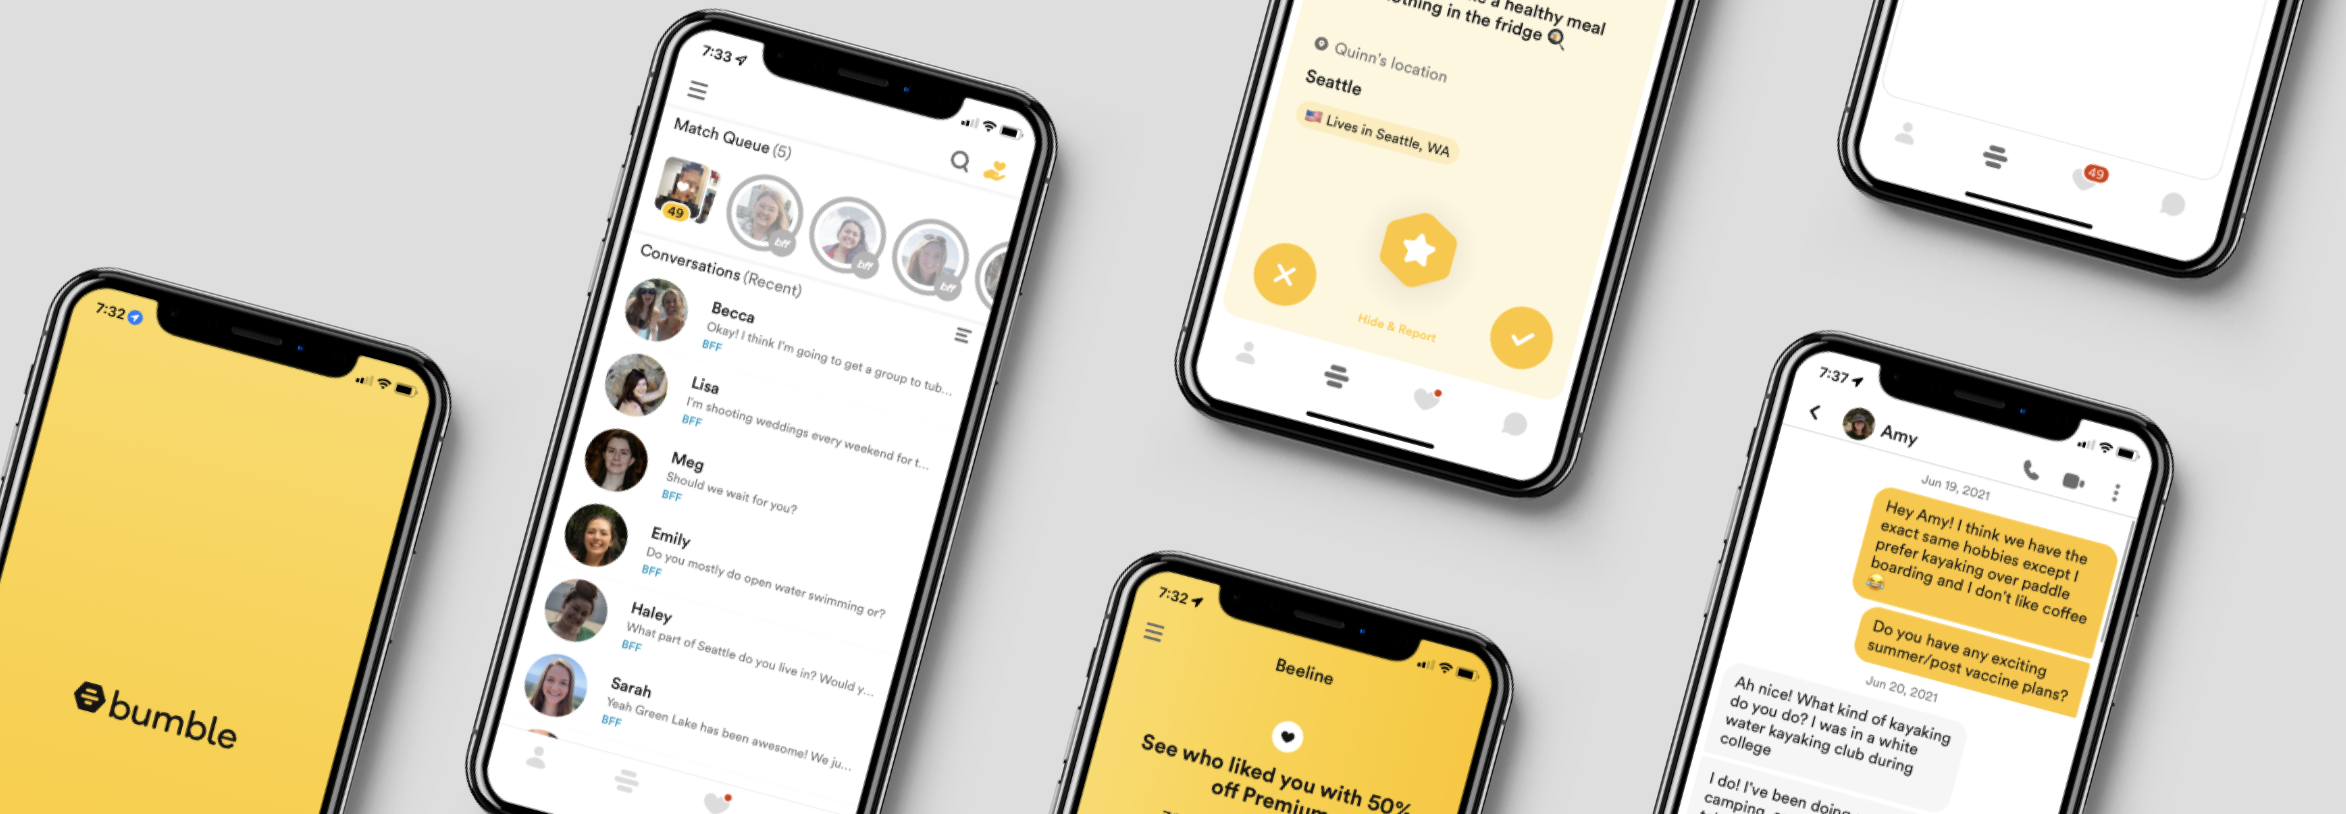 7:32
bumble
7:33
Match Queue (5)
49
bff
bff
bff
Conversations (Recent)
Becca
Okay! I think I'm going to get a group to tub...
BFF
Lisa
I'm shooting weddings every weekend for t...
BFF
Meg
Should we wait for you?
BFF
Emily
Do you mostly do open water swimming or?
BFF
Haley
What part of Seattle do you live in? Would y...
BFF
Sarah
Yeah Green Lake has been awesome! We ju...
BFF
a healthy meal
in the fridge
Quinn's location
Seattle
Lives in Seattle, WA
Hide & Report
7:32
Beeline
See who liked you with 50%
off Premium
49
7:37
Amy
Jun 19, 2021
Hey Amy! I think we have the
exact same hobbies except I
prefer kayaking over paddle
boarding and I don't like coffee
😂
Do you have any exciting
summer/post vaccine plans?
Jun 20, 2021
Ah nice! What kind of kayaking
do you do? I was in a white
water kayaking club during
college
I do! I've been doing
camping,